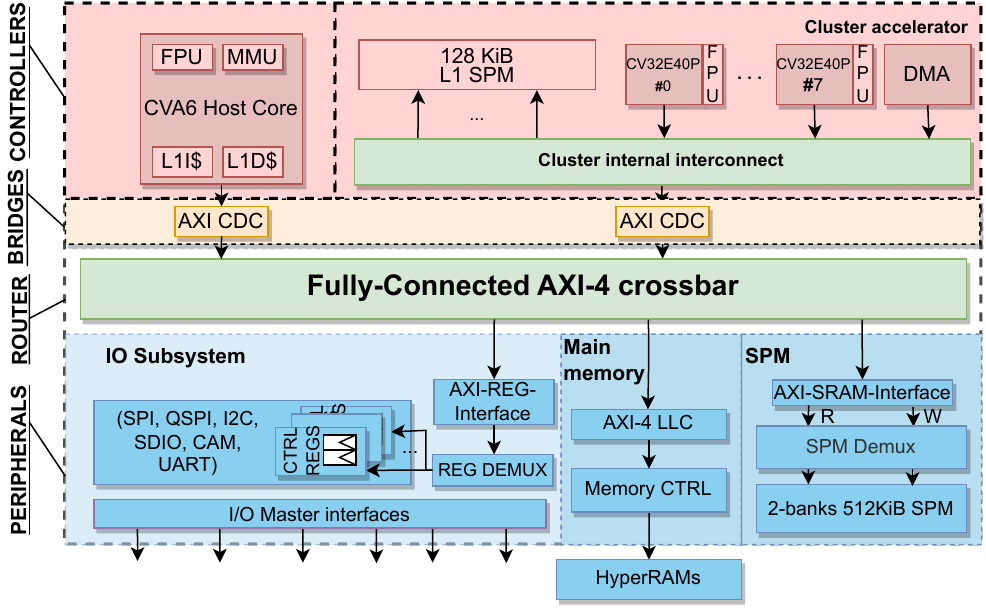 CONTROLLERS
BRIDGES
ROUTER
PERIPHERALS
FPU
MMU
CVA6 Host Core
L1I$
L1D$
Cluster accelerator
128 KiB
L1 SPM
...
CV32E40P
#0
FPU
...
CV32E40P
#7
FPU
DMA
Cluster internal interconnect
AXI CDC
AXI CDC
Fully-Connected AXI-4 crossbar
IO Subsystem
AXI-REG-
Interface
(SPI, QSPI, I2C,
SDIO, CAM,
UART)
CTRL
REGS
...
REG DEMUX
I/O Master interfaces
Main
memory
AXI-4 LLC
Memory CTRL
HyperRAMs
SPM
AXI-SRAM-Interface
R
W
SPM Demux
2-banks 512KiB SPM